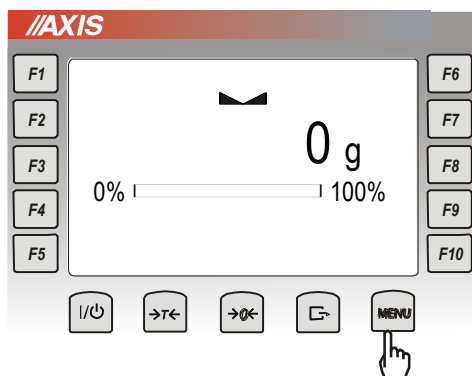 //AXIS
F1
F2
F3
F4
F5
0 g
0% 100%
F6
F7
F8
F9
F10
I/⏻
→T←
→0←
MENU